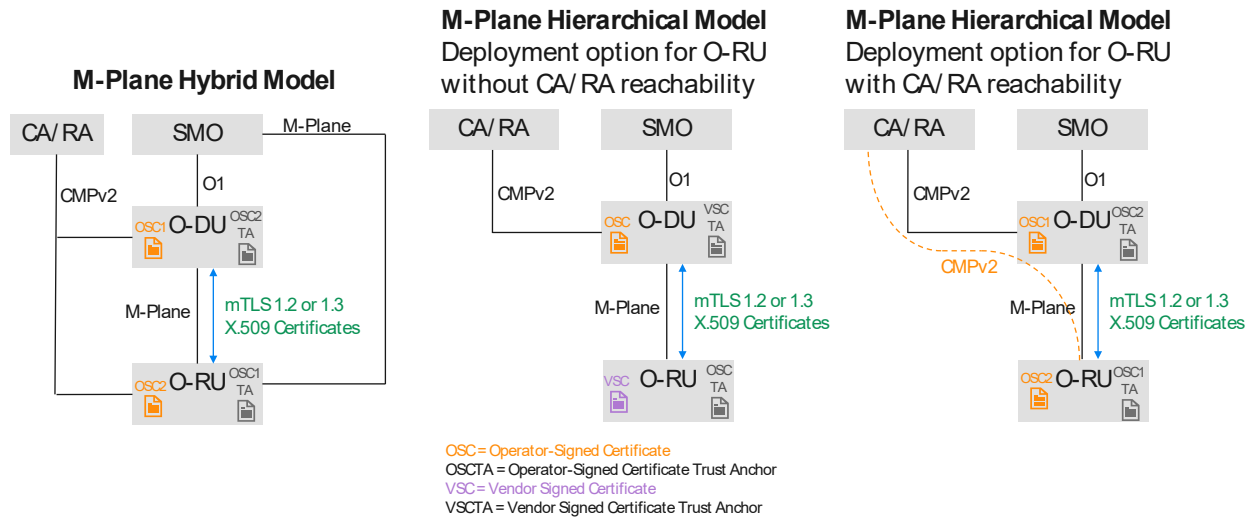 M-Plane Hybrid Model
CA/ RA
SMO
M-Plane
CMPv2
O1
OSC1
O-DU
OSC2
TA
M-Plane
mTLS 1.2 or 1.3
X.509 Certificates
OSC2
O-RU
OSC1
TA
M-Plane Hierarchical Model
Deployment option for O-RU
without CA/ RA reachability
CA/ RA
SMO
CMPv2
O1
OSC
O-DU
VSC
TA
M-Plane
mTLS 1.2 or 1.3
X.509 Certificates
VSC
O-RU
OSC
TA
M-Plane Hierarchical Model
Deployment option for O-RU
with CA/ RA reachability
CA/ RA
SMO
CMPv2
O1
OSC1
O-DU
OSC2
TA
CMPv2
M-Plane
mTLS 1.2 or 1.3
X.509 Certificates
OSC2
O-RU
OSC1
TA
OSC = Operator-Signed Certificate
OSCTA = Operator-Signed Certificate Trust Anchor
VSC = Vendor Signed Certificate
VSCTA = Vendor Signed Certificate Trust Anchor